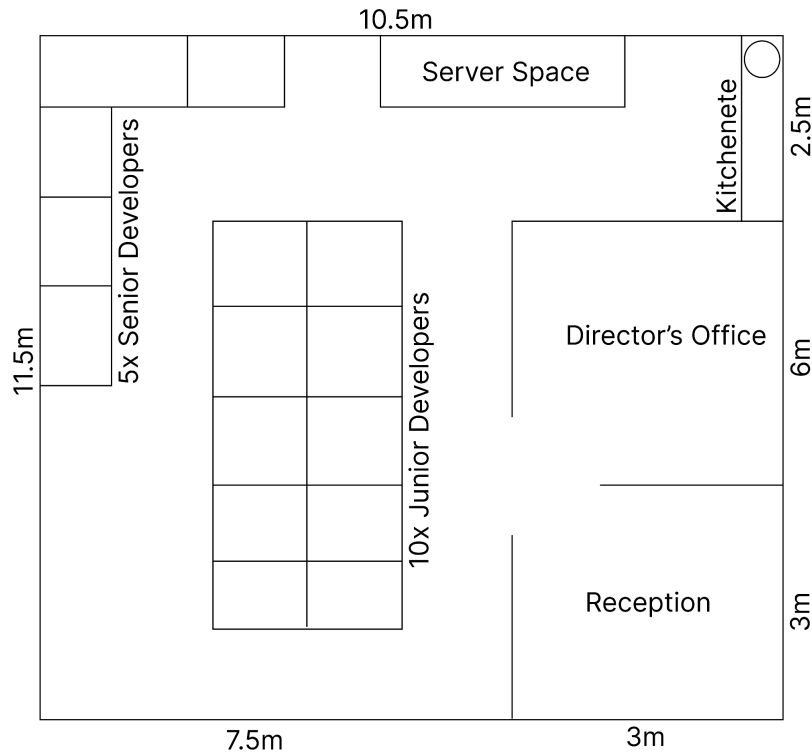 10.5m
Server Space
Kitchenete
2.5m
5x Senior Developers
11.5m
10x Junior Developers
Director’s Office
6m
Reception
3m
7.5m
3m